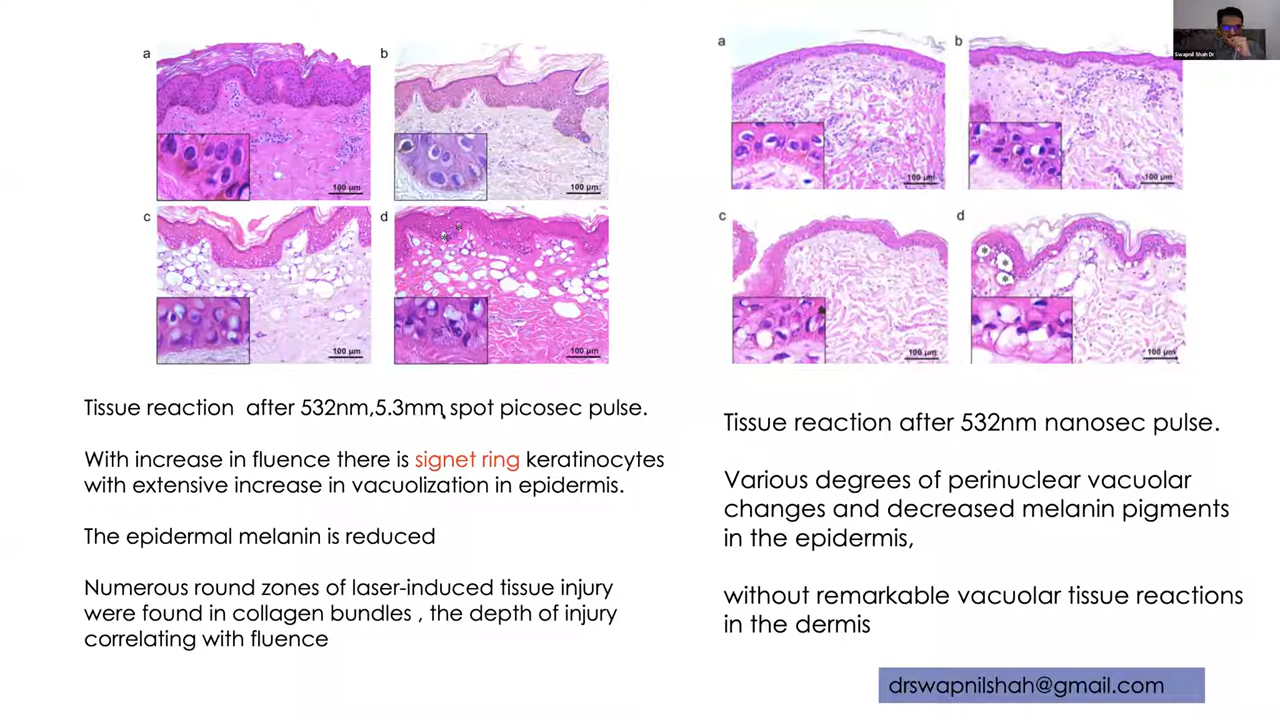 a
b
100 µm
100 µm
c
d
100 µm
100 µm
Tissue reaction after 532nm,5.3mm spot picosec pulse.
With increase in fluence there is signet ring keratinocytes
with extensive increase in vacuolization in epidermis.
The epidermal melanin is reduced
Numerous round zones of laser-induced tissue injury
were found in collagen bundles , the depth of injury
correlating with fluence
a
b
100 µm
100 µm
c
d
100 µm
100 µm
Tissue reaction after 532nm nanosec pulse.
Various degrees of perinuclear vacuolar
changes and decreased melanin pigments
in the epidermis,
without remarkable vacuolar tissue reactions
in the dermis
drswapnilshah@gmail.com
Swapnil Shah Dr